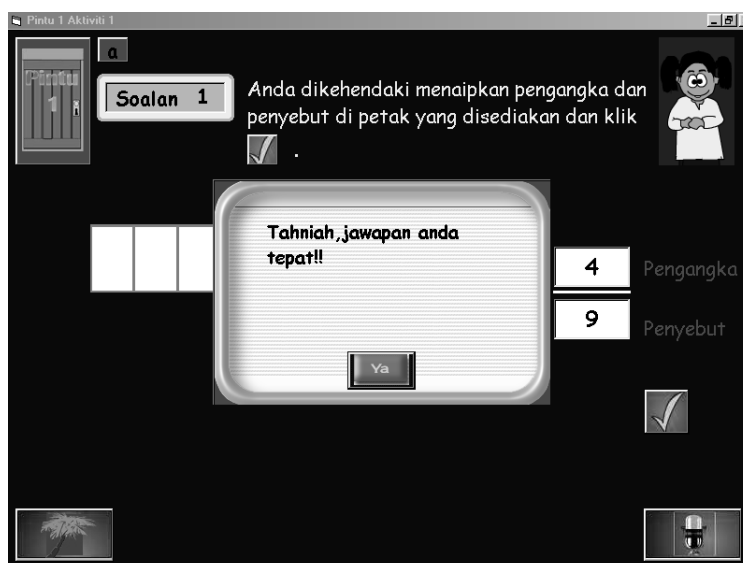 Pintu 1 Aktiviti 1
a
Pintu
1
Soalan 1
Anda dikehendaki menaipkan pengangka dan
penyebut di petak yang disediakan dan klik
.
Tahniah,jawapan anda
tepat!!
Ya
4
Pengangka
9
Penyebut